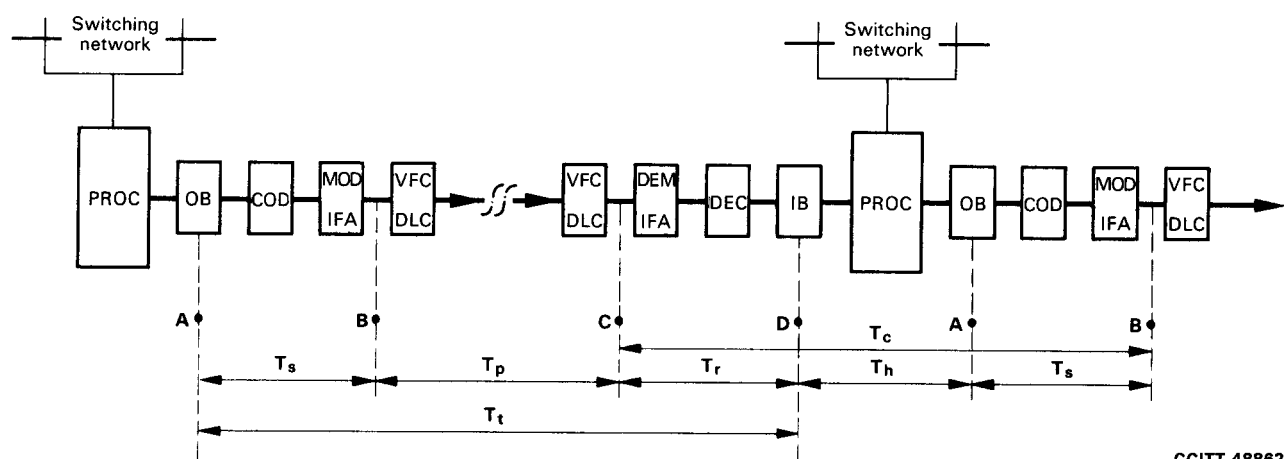 Switching
network
Switching
network
PROC
OB
COD
MOD
IFA
VFC
DLC
VFC
DLC
DEM
IFA
DEC
IB
PROC
OB
COD
MOD
IFA
VFC
DLC
A
B
C
D
A
B
Tc
Ts
Tp
Tr
Th
Ts
Tt
CCITT 48862